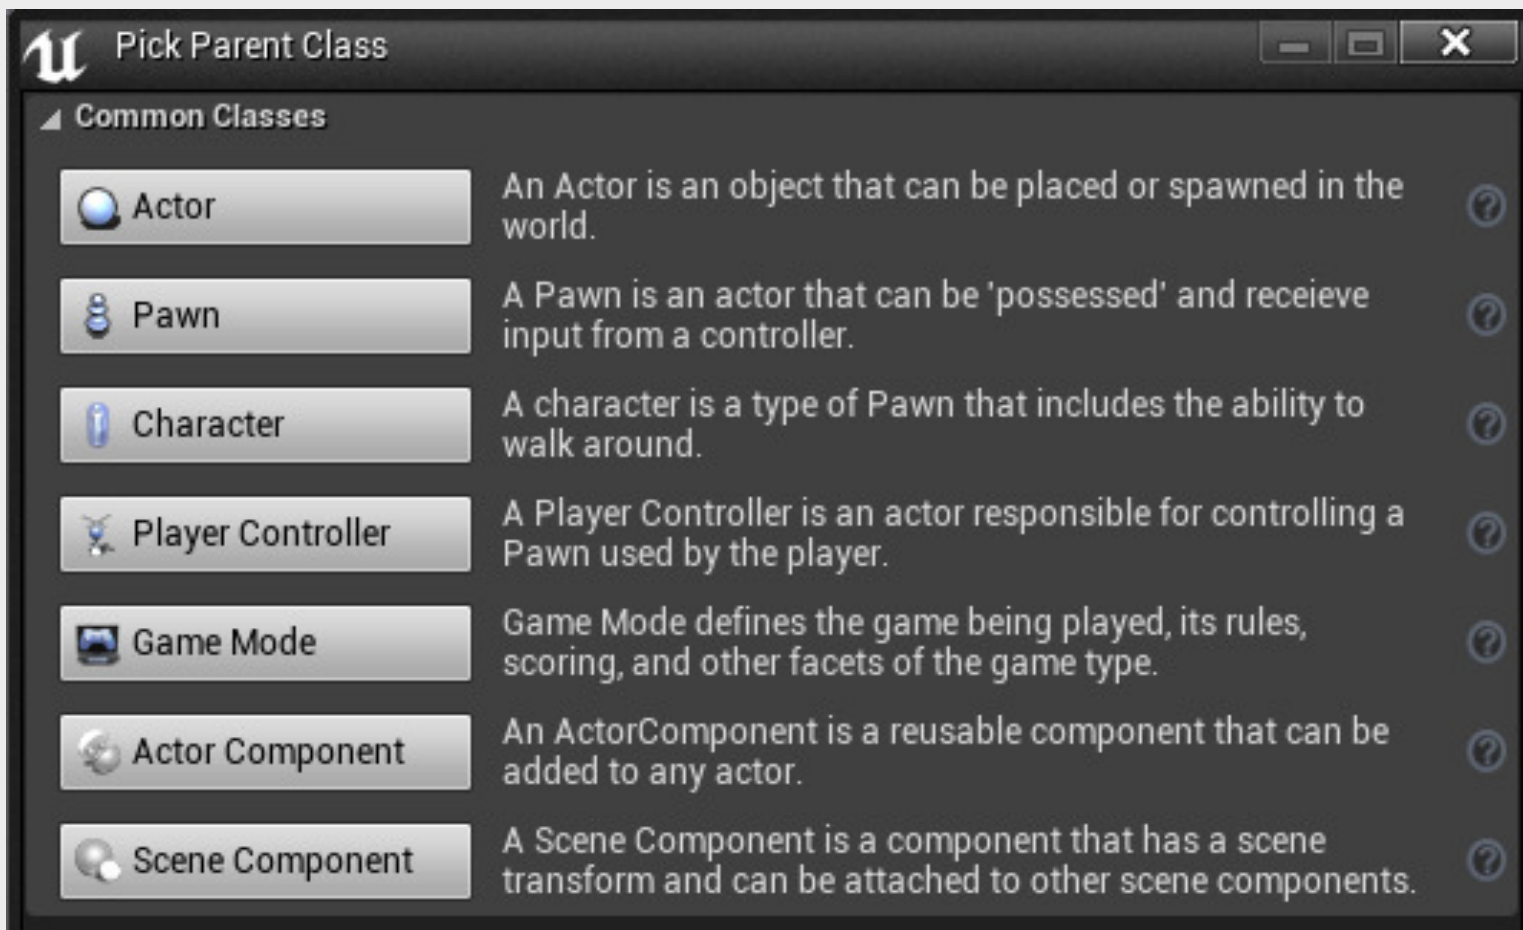 Pick Parent Class
Common Classes
Actor
An Actor is an object that can be placed or spawned in the
world.
Pawn
A Pawn is an actor that can be 'possessed' and receieve
input from a controller.
Character
A character is a type of Pawn that includes the ability to
walk around.
Player Controller
A Player Controller is an actor responsible for controlling a
Pawn used by the player.
Game Mode
Game Mode defines the game being played, its rules,
scoring, and other facets of the game type.
Actor Component
An ActorComponent is a reusable component that can be
added to any actor.
Scene Component
A Scene Component is a component that has a scene
transform and can be attached to other scene components.